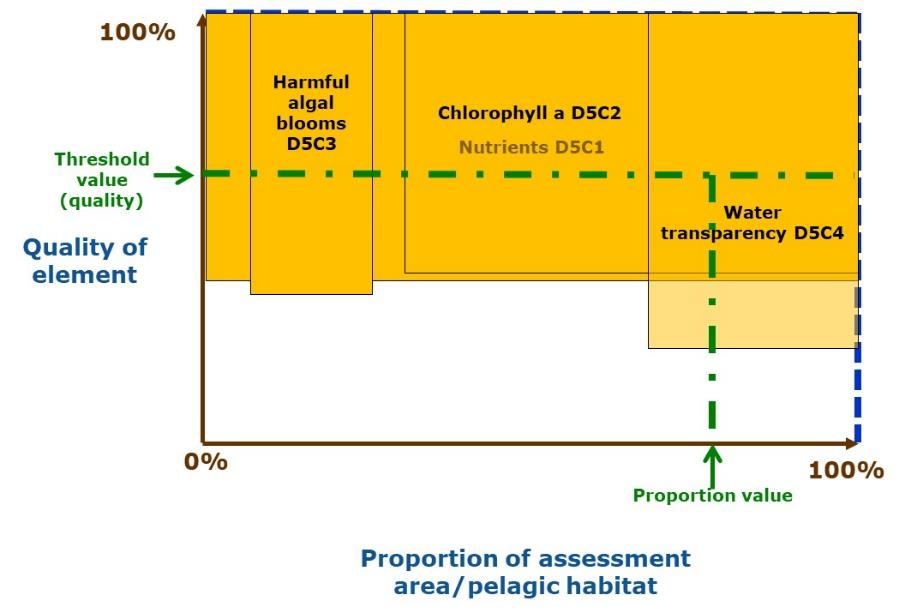 100%
Harmful
algal
blooms
D5C3
Chlorophyll a D5C2
Nutrients D5C1
Threshold
value
(quality)
Water
transparency D5C4
Quality of
element
0%
100%
Proportion value
Proportion of assessment
area/pelagic habitat